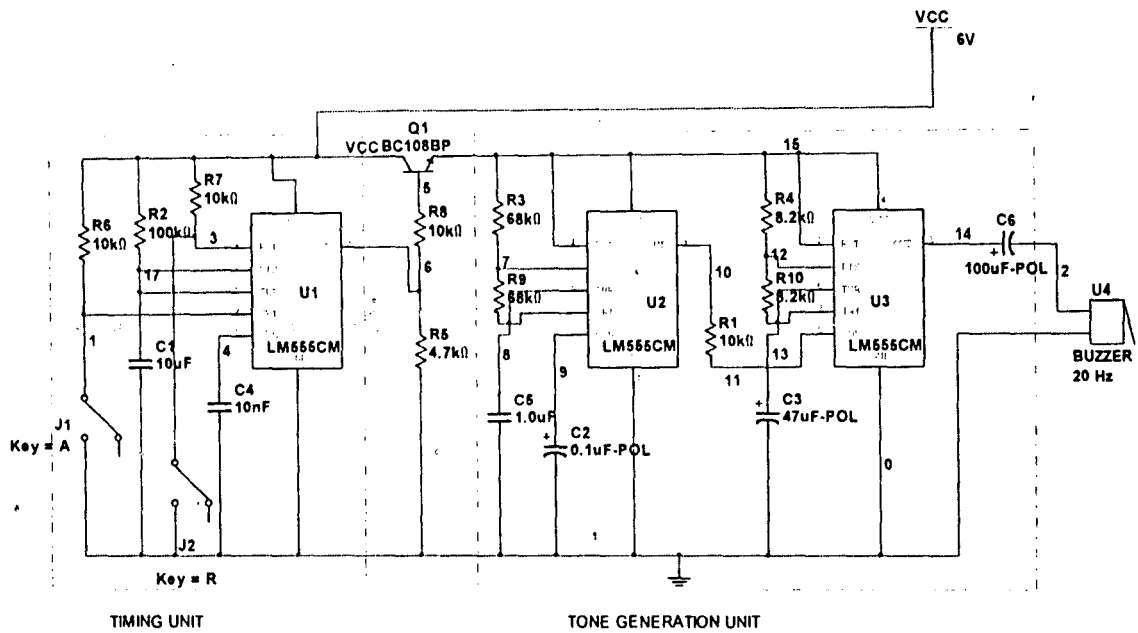 VCC
6V
Q1
VCC BC108BP
15
5
R7
10kΩ
R6
10kΩ
R2
100kΩ
3
17
U1
LM555CM
1
4
C1
10uF
C4
10nF
J1
Key = A
J2
Key = R
R8
10kΩ
6
R5
4.7kΩ
R3
68kΩ
7
R9
68kΩ
8
U2
LM555CM
9
C5
1.0uF
C2
0.1uF-POL
10
R1
10kΩ
11
R4
8.2kΩ
12
R10
8.2kΩ
13
U3
LM555CM
C3
47uF-POL
0
14
C6
100uF-POL
2
U4
BUZZER
20 Hz
TIMING UNIT
TONE GENERATION UNIT